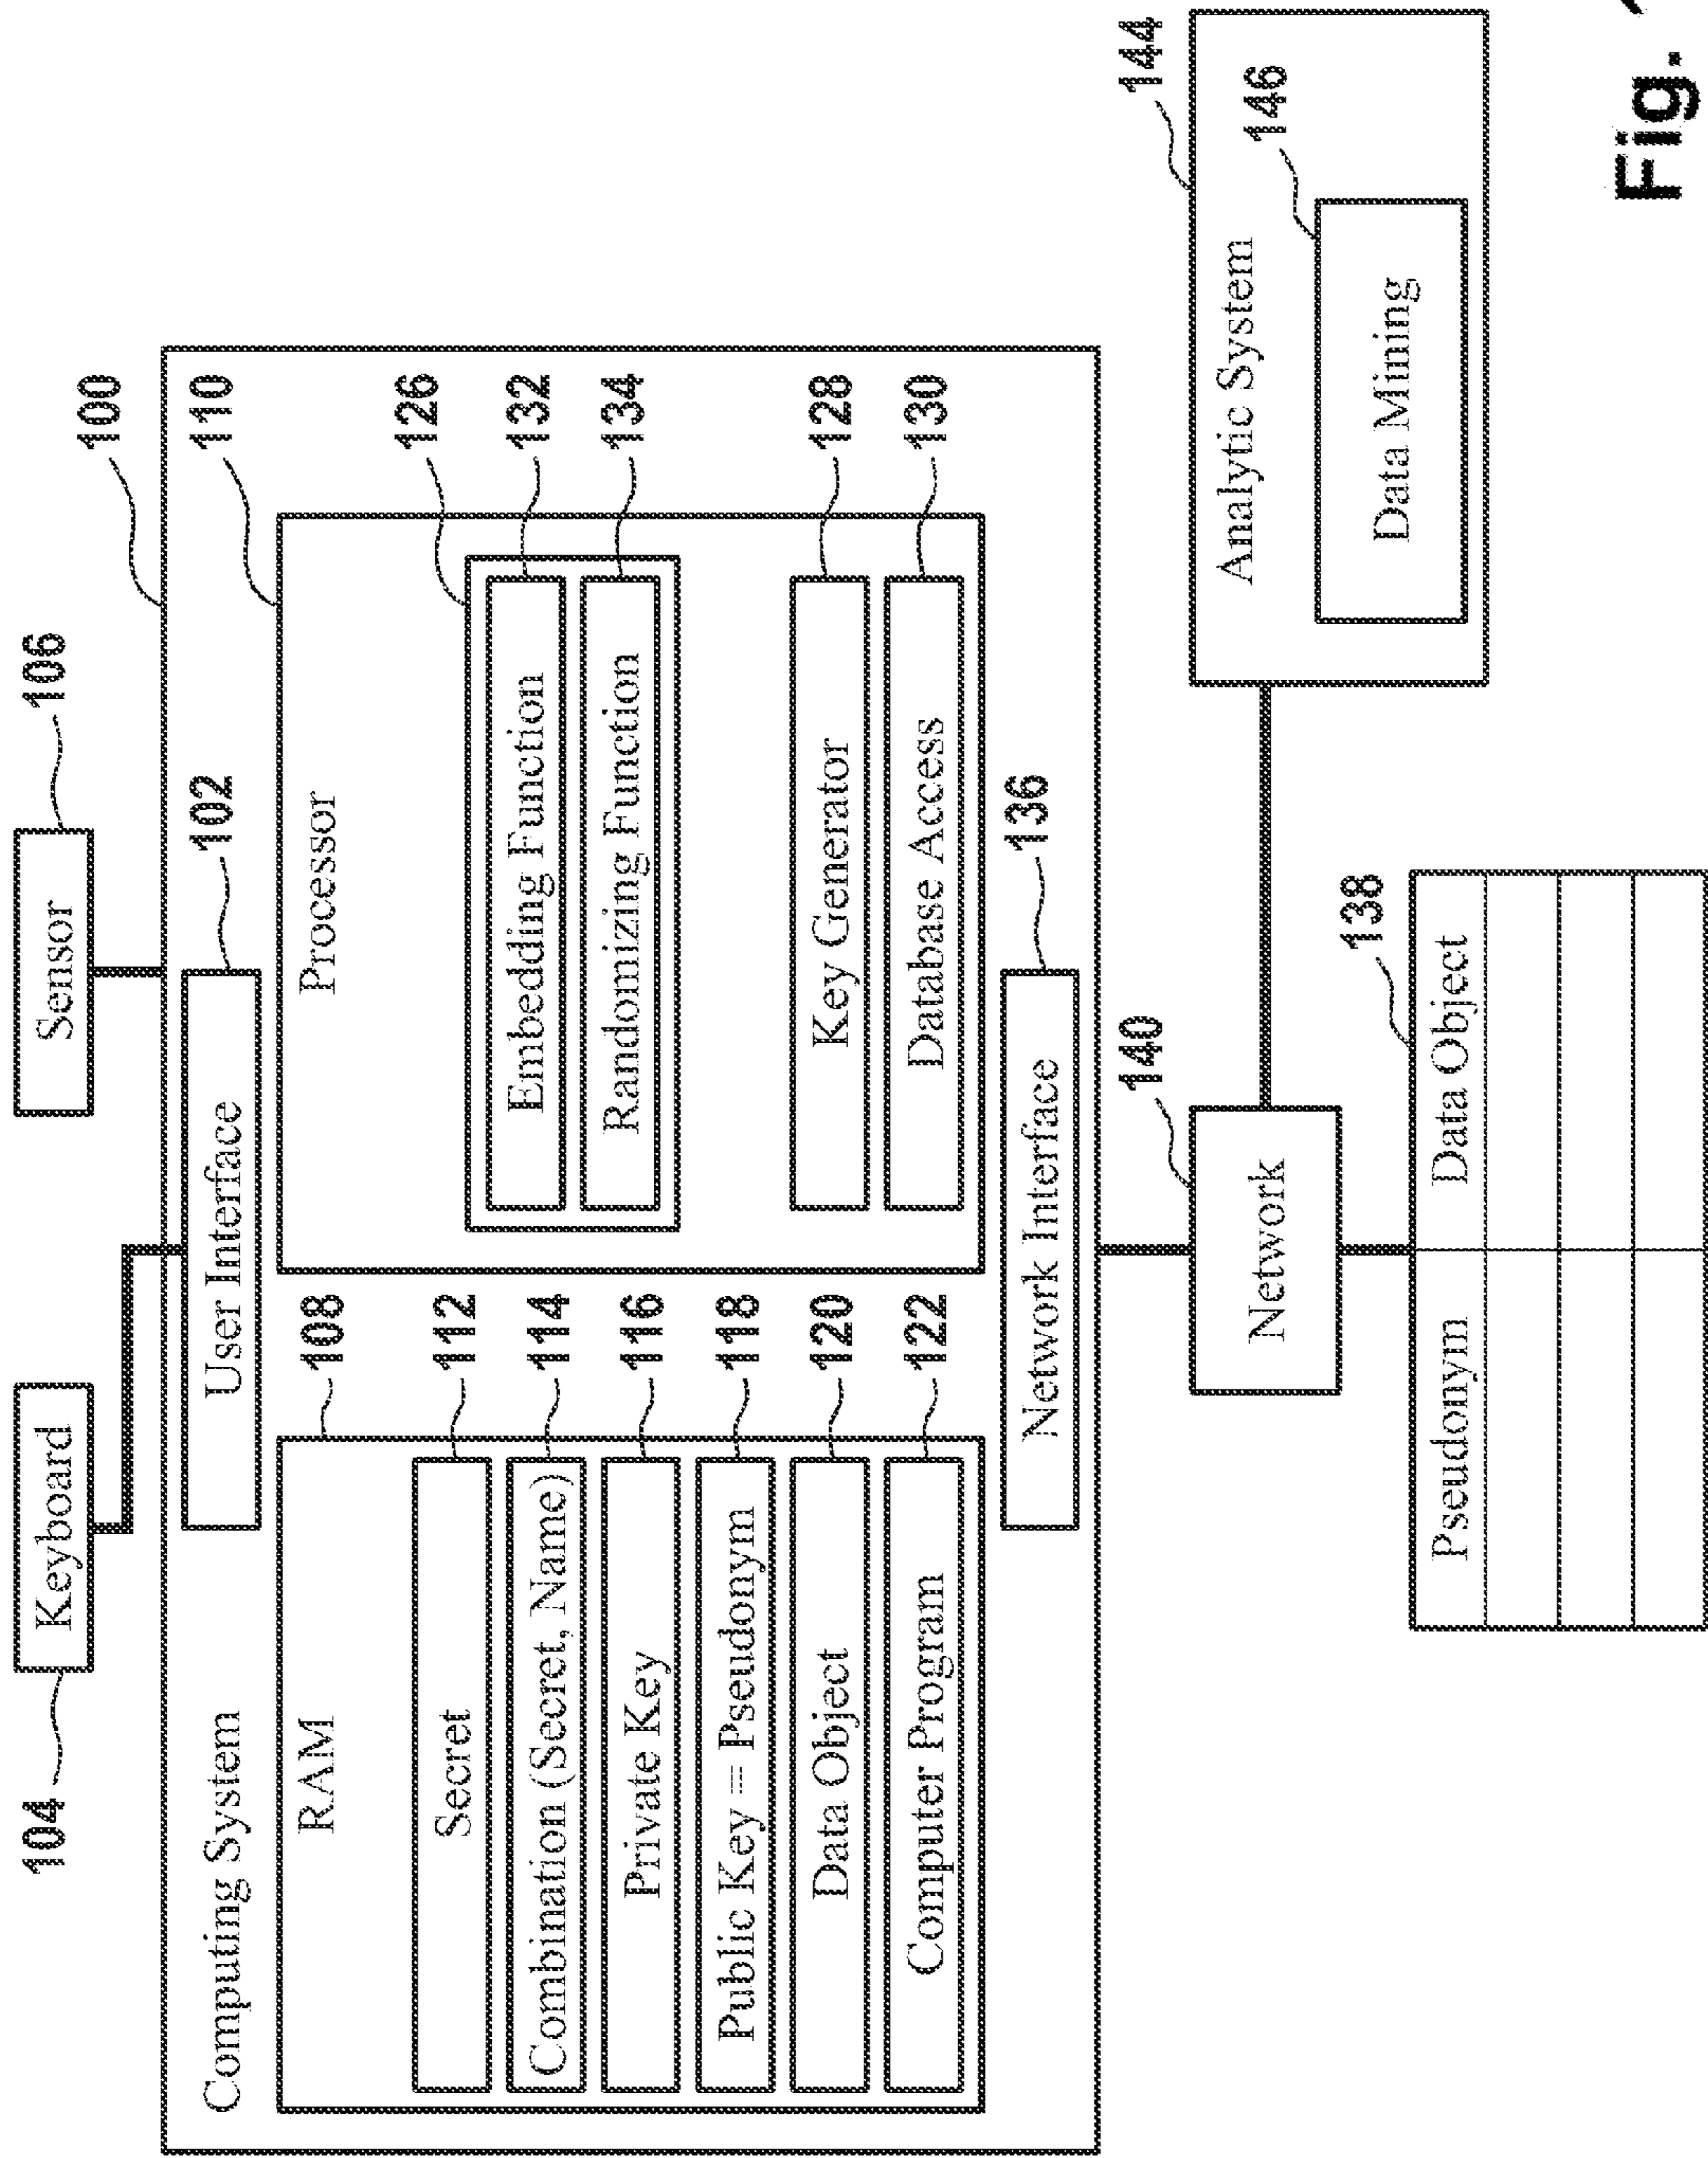 104
Keyboard
Sensor
106
100
Computing System
User Interface
102
RAM
108
Secret
112
Combination (Secret, Name)
114
Private Key
116
Public Key = Pseudonym
118
Data Object
120
Computer Program
122
Processor
110
126
Embedding Function
132
Randomizing Function
134
Key Generator
128
Database Access
130
Network Interface
136
Network
140
Analytic System
144
Data Mining
146
Pseudonym
Data Object
138
Fig.